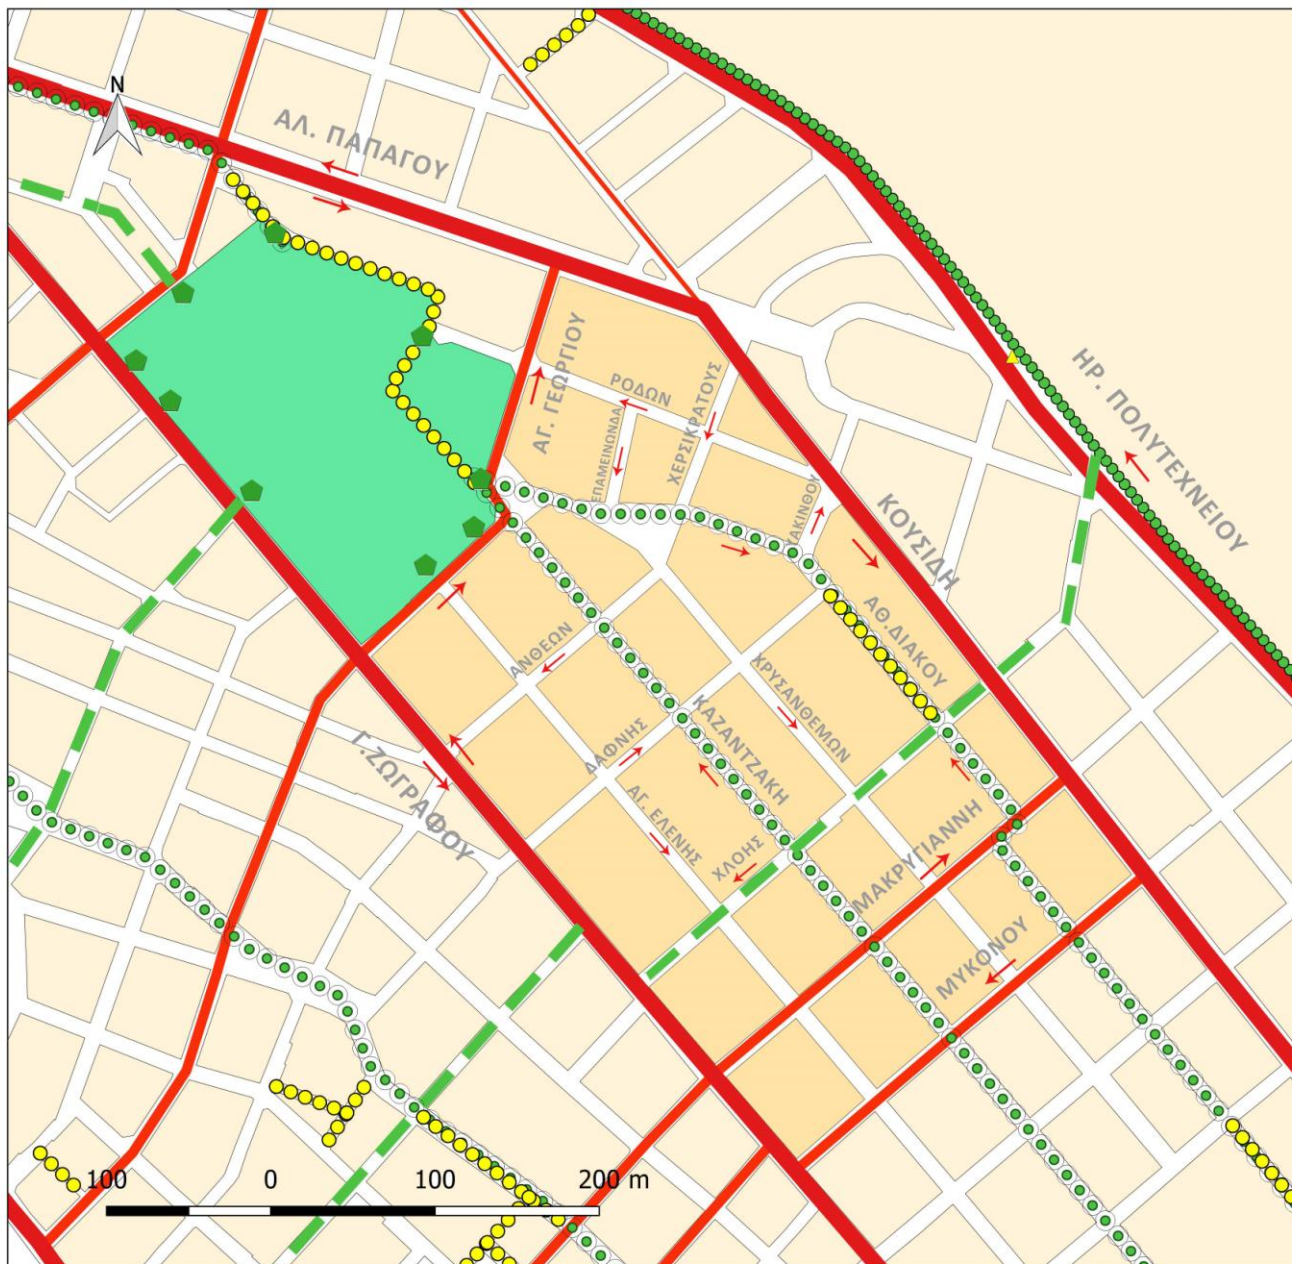 N
ΑΛ. ΠΑΠΑΓΟΥ
ΗΡ. ΠΟΛΥΤΕΧΝΕΙΟΥ
ΑΓ. ΓΕΩΡΓΙΟΥ
ΡΟΔΩΝ
ΕΠΑΜΕΙΝΩΝΔΑ
ΧΕΡΣΙΚΡΑΤΟΥΣ
ΥΑΚΙΝΘΟΥ
ΚΟΥΣΙΔΗ
ΑΘ.ΔΙΑΚΟΥ
ΑΝΘΕΩΝ
ΧΡΥΣΑΝΘΕΜΩΝ
ΚΑΖΑΝΤΖΑΚΗ
ΔΑΦΝΗΣ
Γ.ΖΩΓΡΑΦΟΥ
ΑΓ. ΕΛΕΝΗΣ
ΧΛΟΗΣ
ΜΑΚΡΥΓΙΑΝΝΗ
ΜΥΚΟΝΟΥ
100 0 100 200 m